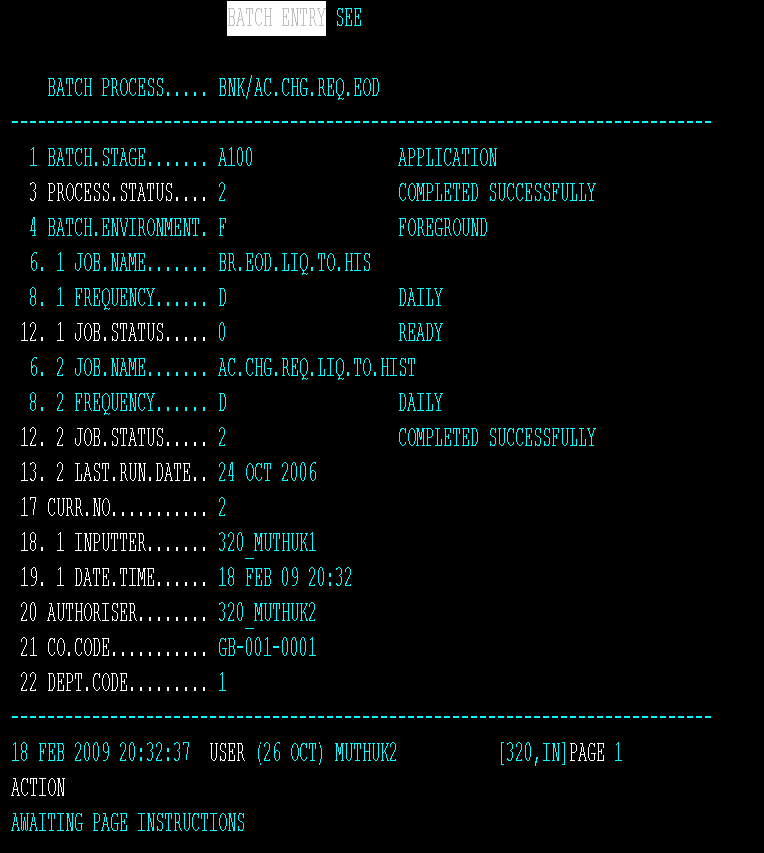 BATCH ENTRY SEE
BATCH PROCESS..... BNK/AC.CHG.REQ.EOD
------------------------------------------------------------------------------
1 BATCH.STAGE....... A100 APPLICATION
3 PROCESS.STATUS.... 2 COMPLETED SUCCESSFULLY
4 BATCH.ENVIRONMENT. F FOREGROUND
6. 1 JOB.NAME....... BR.EOD.LIQ.TO.HIS
8. 1 FREQUENCY...... D DAILY
12. 1 JOB.STATUS..... 0 READY
6. 2 JOB.NAME....... AC.CHG.REQ.LIQ.TO.HIST
8. 2 FREQUENCY...... D DAILY
12. 2 JOB.STATUS..... 2 COMPLETED SUCCESSFULLY
13. 2 LAST.RUN.DATE.. 24 OCT 2006
17 CURR.NO........... 2
18. 1 INPUTTER....... 320_MUTHUK1
19. 1 DATE.TIME...... 18 FEB 09 20:32
20 AUTHORISER........ 320_MUTHUK2
21 CO.CODE........... GB-001-0001
22 DEPT.CODE......... 1
------------------------------------------------------------------------------
18 FEB 2009 20:32:37 USER (26 OCT) MUTHUK2 [320,IN]PAGE 1
ACTION
AWAITING PAGE INSTRUCTIONS